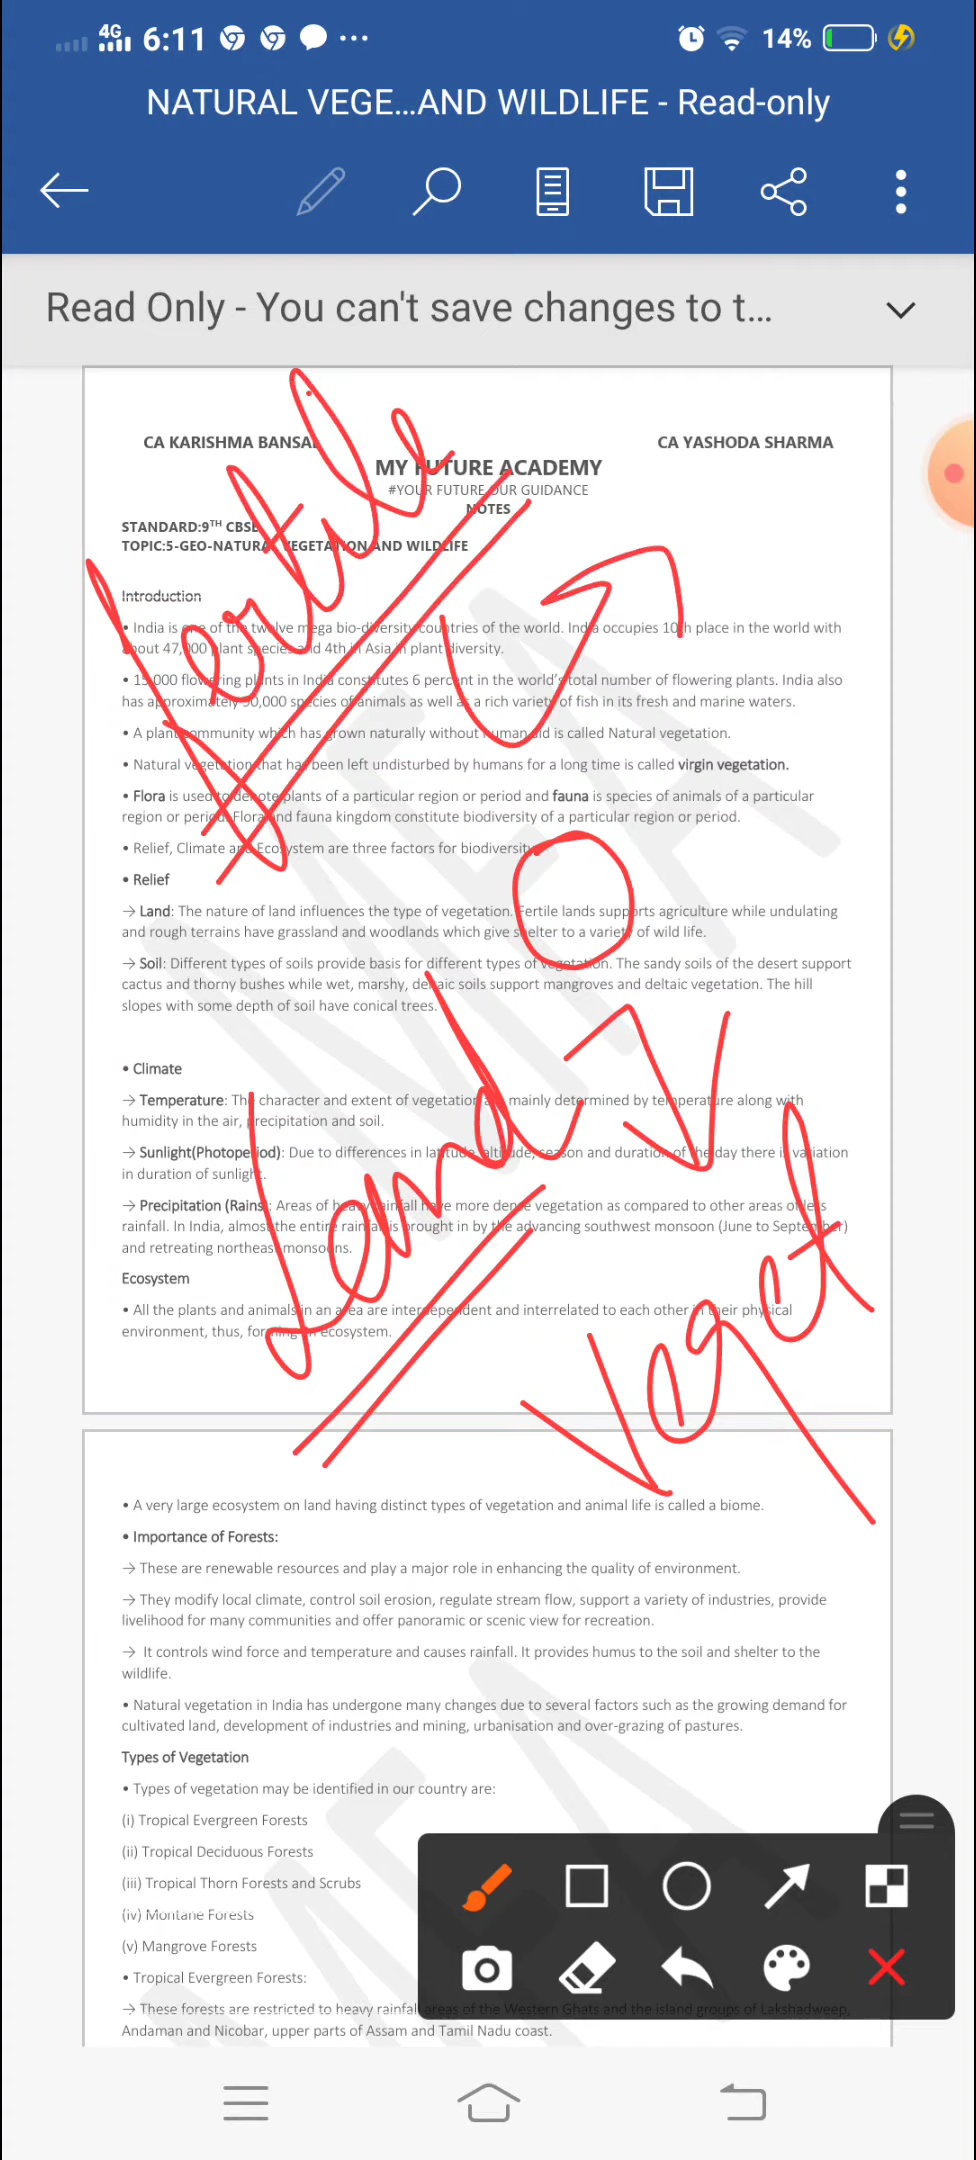 4G 6:11 ... 14%
NATURAL VEGE...AND WILDLIFE - Read-only
Read Only - You can't save changes to t...
CA KARISHMA BANSAL CA YASHODA SHARMA
MY FUTURE ACADEMY
#YOUR FUTURE OUR GUIDANCE
NOTES
STANDARD:9TH CBSE
TOPIC:5-GEO-NATURAL VEGETATION AND WILDLIFE
fertile
Introduction
• India is one of the twelve mega bio-diversity countries of the world. India occupies 10th place in the world with
about 47,000 plant species and 4th in Asia in plant diversity.
• 15,000 flowering plants in India constitutes 6 percent in the world's total number of flowering plants. India also
has approximately 90,000 species of animals as well as a rich variety of fish in its fresh and marine waters.
• A plant community which has grown naturally without human aid is called Natural vegetation.
• Natural vegetation that has been left undisturbed by humans for a long time is called virgin vegetation.
• Flora is used to denote plants of a particular region or period and fauna is species of animals of a particular
region or period. Flora and fauna kingdom constitute biodiversity of a particular region or period.
• Relief, Climate and Ecosystem are three factors for biodiversity
• Relief
→ Land: The nature of land influences the type of vegetation. Fertile lands supports agriculture while undulating
and rough terrains have grassland and woodlands which give shelter to a variety of wild life.
→ Soil: Different types of soils provide basis for different types of vegetation. The sandy soils of the desert support
cactus and thorny bushes while wet, marshy, deltaic soils support mangroves and deltaic vegetation. The hill
slopes with some depth of soil have conical trees.
• Climate
→ Temperature: The character and extent of vegetation are mainly determined by temperature along with
humidity in the air, precipitation and soil.
→ Sunlight(Photoperiod): Due to differences in latitude, altitude, season and duration of the day there is variation
in duration of sunlight.
→ Precipitation (Rains): Areas of heavy rainfall have more dense vegetation as compared to other areas of less
rainfall. In India, almost the entire rainfall is brought in by the advancing southwest monsoon (June to September)
and retreating northeast monsoons.
Land
Veget
Ecosystem
• All the plants and animals in an area are interdependent and interrelated to each other in their physical
environment, thus, forming an ecosystem.
• A very large ecosystem on land having distinct types of vegetation and animal life is called a biome.
• Importance of Forests:
→ These are renewable resources and play a major role in enhancing the quality of environment.
→ They modify local climate, control soil erosion, regulate stream flow, support a variety of industries, provide
livelihood for many communities and offer panoramic or scenic view for recreation.
→ It controls wind force and temperature and causes rainfall. It provides humus to the soil and shelter to the
wildlife.
• Natural vegetation in India has undergone many changes due to several factors such as the growing demand for
cultivated land, development of industries and mining, urbanisation and over-grazing of pastures.
Types of Vegetation
• Types of vegetation may be identified in our country are:
(i) Tropical Evergreen Forests
(ii) Tropical Deciduous Forests
(iii) Tropical Thorn Forests and Scrubs
(iv) Montane Forests
(v) Mangrove Forests
• Tropical Evergreen Forests:
→ These forests are restricted to heavy rainfall areas of the Western Ghats and the island groups of Lakshadweep,
Andaman and Nicobar, upper parts of Assam and Tamil Nadu coast.
MFA
MFA